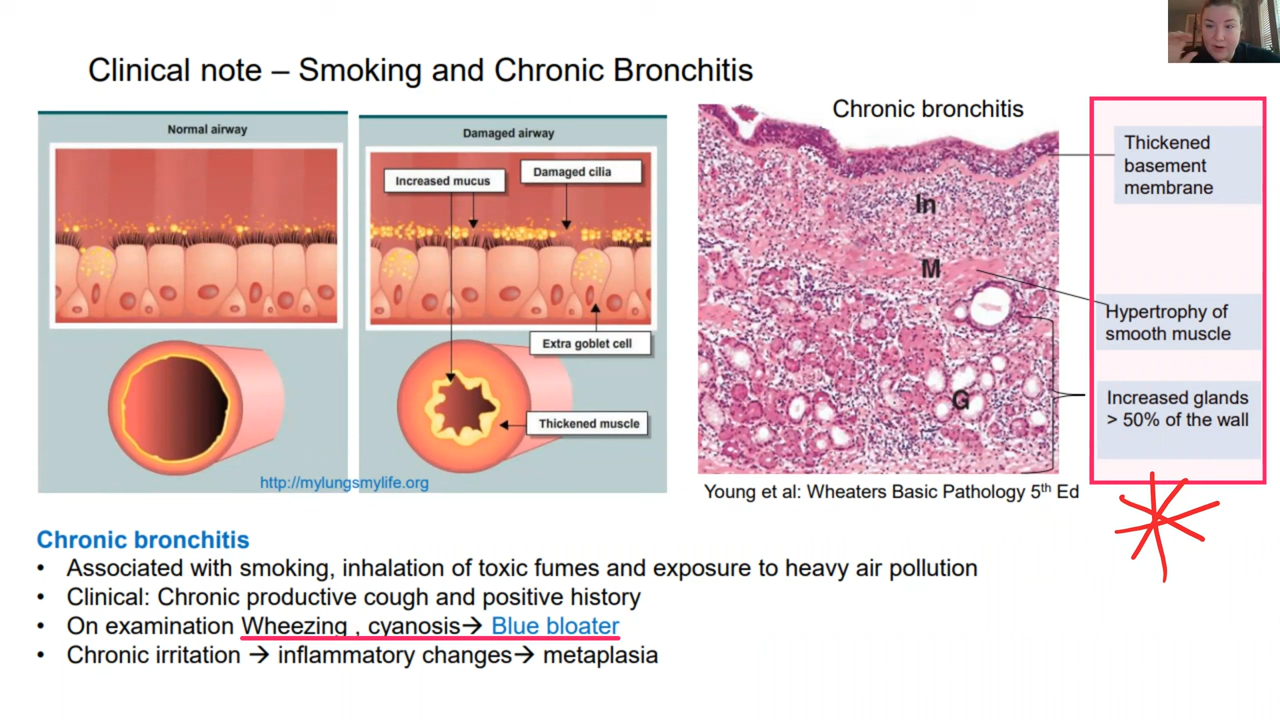 Clinical note – Smoking and Chronic Bronchitis
Normal airway
Damaged airway
Increased mucus
Damaged cilia
Extra goblet cell
Thickened muscle
http://mylungsmylife.org
Chronic bronchitis
In
M
G
Thickened
basement
membrane
Hypertrophy of
smooth muscle
Increased glands
> 50% of the wall
Young et al: Wheaters Basic Pathology 5th Ed
Chronic bronchitis
• Associated with smoking, inhalation of toxic fumes and exposure to heavy air pollution
• Clinical: Chronic productive cough and positive history
• On examination Wheezing , cyanosis→ Blue bloater
• Chronic irritation → inflammatory changes→ metaplasia